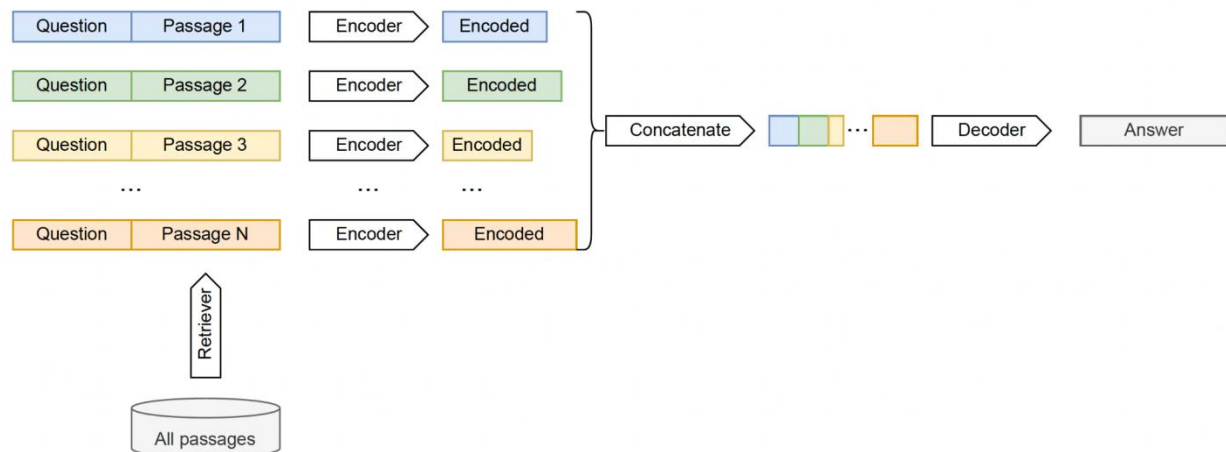 Question Passage 1 Encoder Encoded
Question Passage 2 Encoder Encoded
Question Passage 3 Encoder Encoded
... ... ...
Question Passage N Encoder Encoded
Concatenate ... Decoder Answer
Retriever
All passages